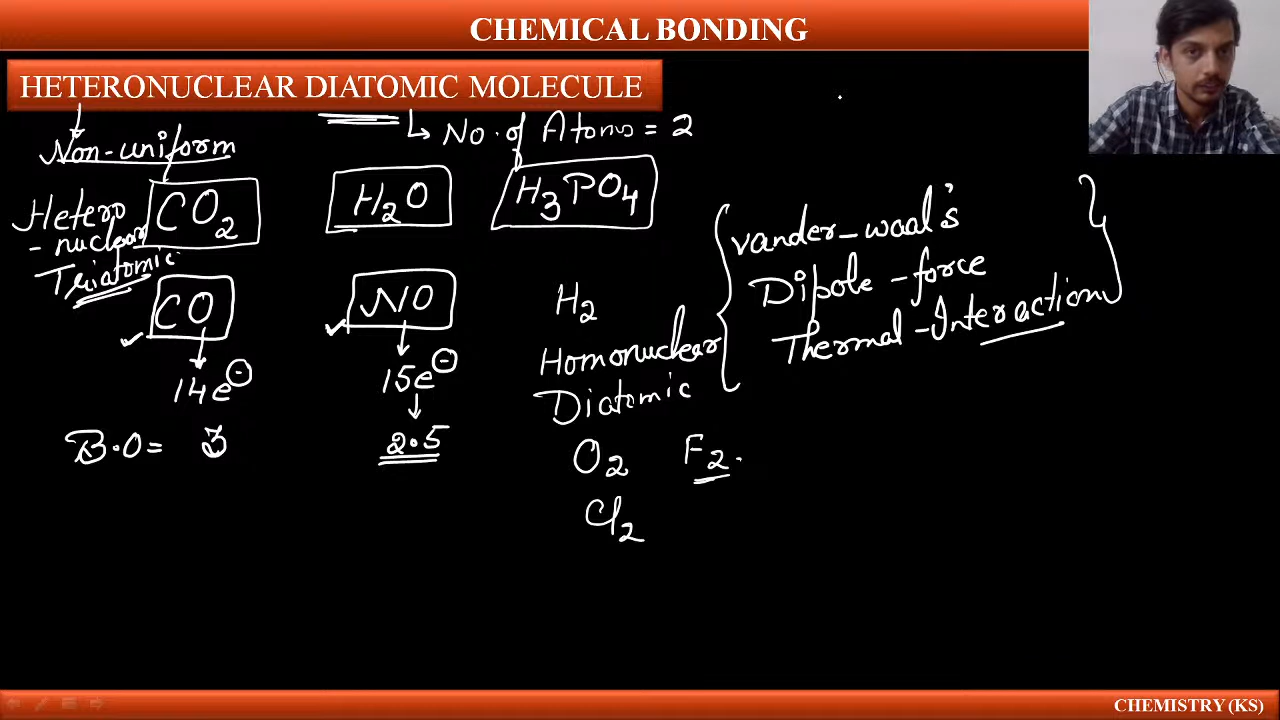 CHEMICAL BONDING
HETERONUCLEAR DIATOMIC MOLECULE
No. of Atoms = 2
Non-uniform
CO2 H2O H3PO4
Hetero
-nuclear
Triatomic
vander-waal's
Dipole-force
Thermal-Interaction
CO NO H2
14e- 15e-
Homonuclear
Diatomic
B.O= 3 2.5
O2 F2
Cl2
CHEMISTRY (KS)